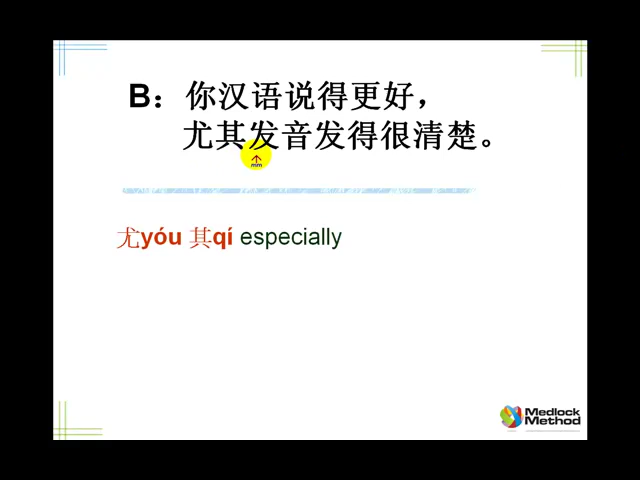 B：你汉语说得更好，
尤其发音发得很清楚。
mm
尤yóu 其qí especially
Medlock
Method